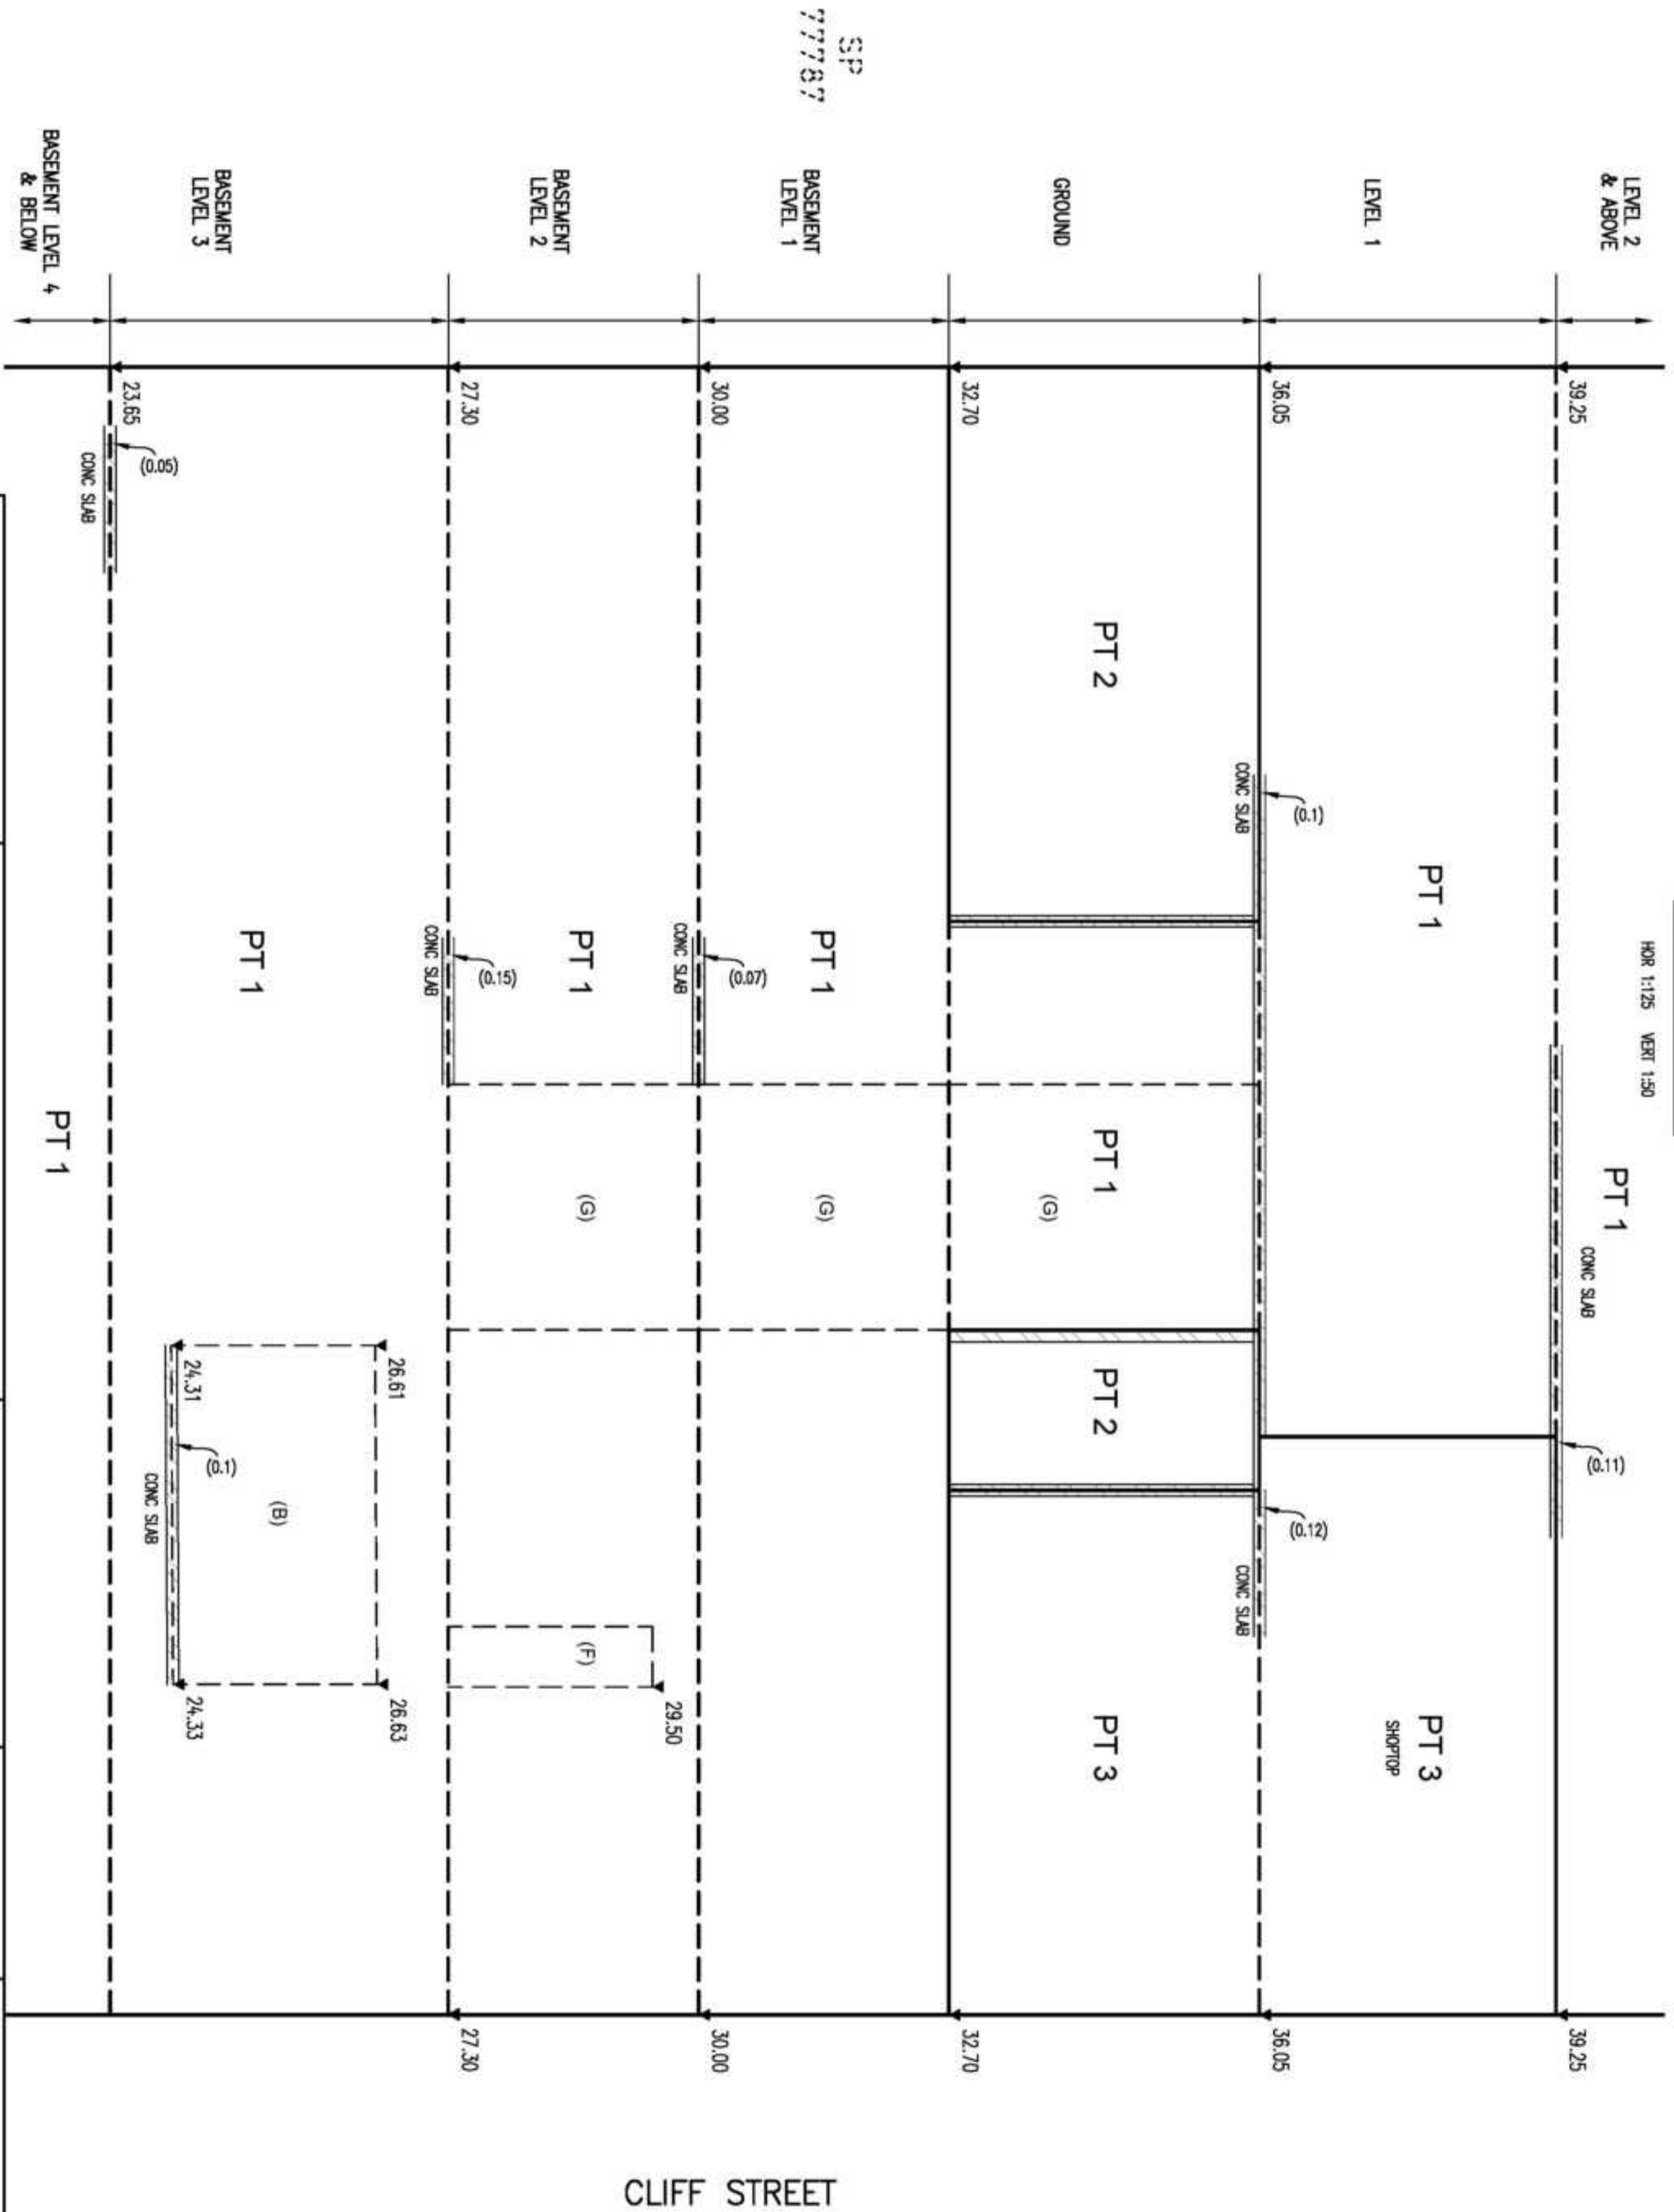 HOR 1:125 VERT 1:50
LEVEL 2
& ABOVE
PT 1
CONC SLAB
39.25
(0.11)
39.25
LEVEL 1
PT 1
PT 3
SHOPTOP
(0.1)
(0.12)
36.05
36.05
CONC SLAB
CONC SLAB
GROUND
PT 2
PT 1
PT 2
PT 3
(G)
32.70
32.70
BASEMENT
LEVEL 1
PT 1
(G)
(0.07)
30.00
30.00
CONC SLAB
29.50
BASEMENT
LEVEL 2
PT 1
(G)
(F)
(0.15)
27.30
27.30
CONC SLAB
26.61
26.63
BASEMENT
LEVEL 3
PT 1
(B)
(0.1)
24.31
24.33
CONC SLAB
(0.05)
23.65
CONC SLAB
BASEMENT LEVEL 4
& BELOW
PT 1
SP
77787
CLIFF STREET